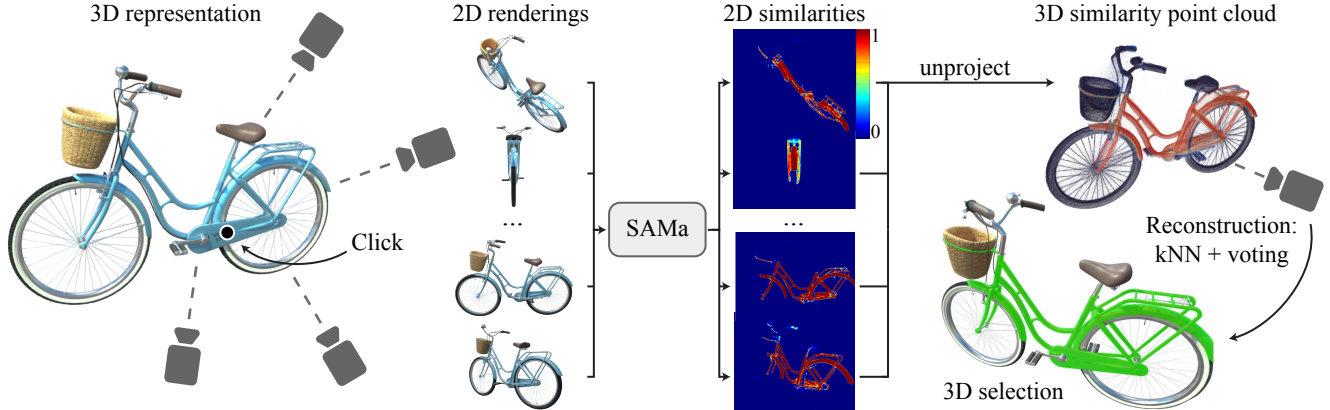 3D representation
2D renderings
2D similarities
3D similarity point cloud
Click
...
SAMa
1
0
...
unproject
Reconstruction:
kNN + voting
3D selection